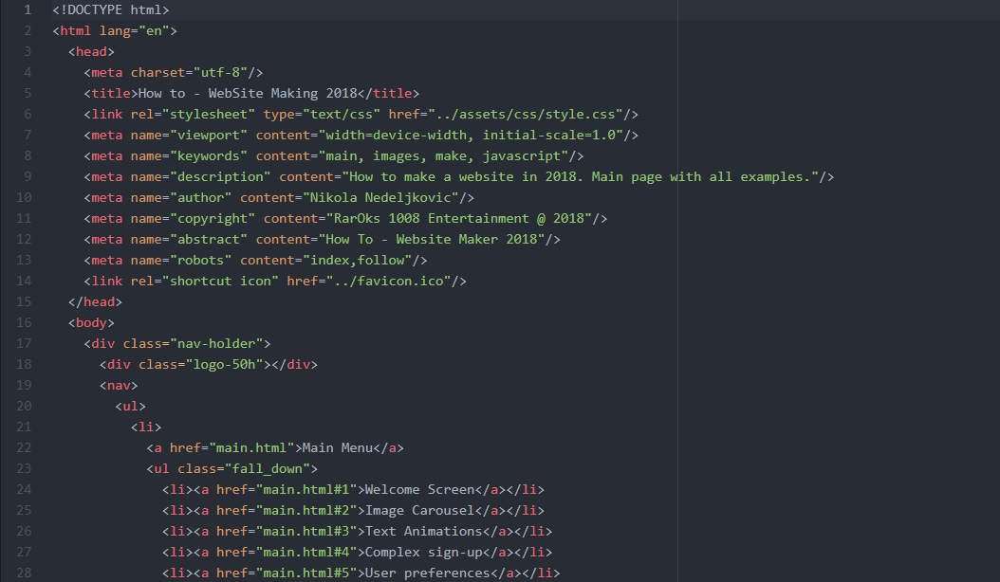 1 <!DOCTYPE html>
2 <html lang="en">
3   <head>
4     <meta charset="utf-8"/>
5     <title>How to - WebSite Making 2018</title>
6     <link rel="stylesheet" type="text/css" href="../assets/css/style.css"/>
7     <meta name="viewport" content="width=device-width, initial-scale=1.0"/>
8     <meta name="keywords" content="main, images, make, javascript"/>
9     <meta name="description" content="How to make a website in 2018. Main page with all examples."/>
10     <meta name="author" content="Nikola Nedeljkovic"/>
11     <meta name="copyright" content="RarOks 1008 Entertainment @ 2018"/>
12     <meta name="abstract" content="How To - Website Maker 2018"/>
13     <meta name="robots" content="index,follow"/>
14     <link rel="shortcut icon" href="../favicon.ico"/>
15   </head>
16   <body>
17     <div class="nav-holder">
18       <div class="logo-50h"></div>
19       <nav>
20         <ul>
21           <li>
22             <a href="main.html">Main Menu</a>
23             <ul class="fall_down">
24               <li><a href="main.html#1">Welcome Screen</a></li>
25               <li><a href="main.html#2">Image Carousel</a></li>
26               <li><a href="main.html#3">Text Animations</a></li>
27               <li><a href="main.html#4">Complex sign-up</a></li>
28               <li><a href="main.html#5">User preferences</a></li>